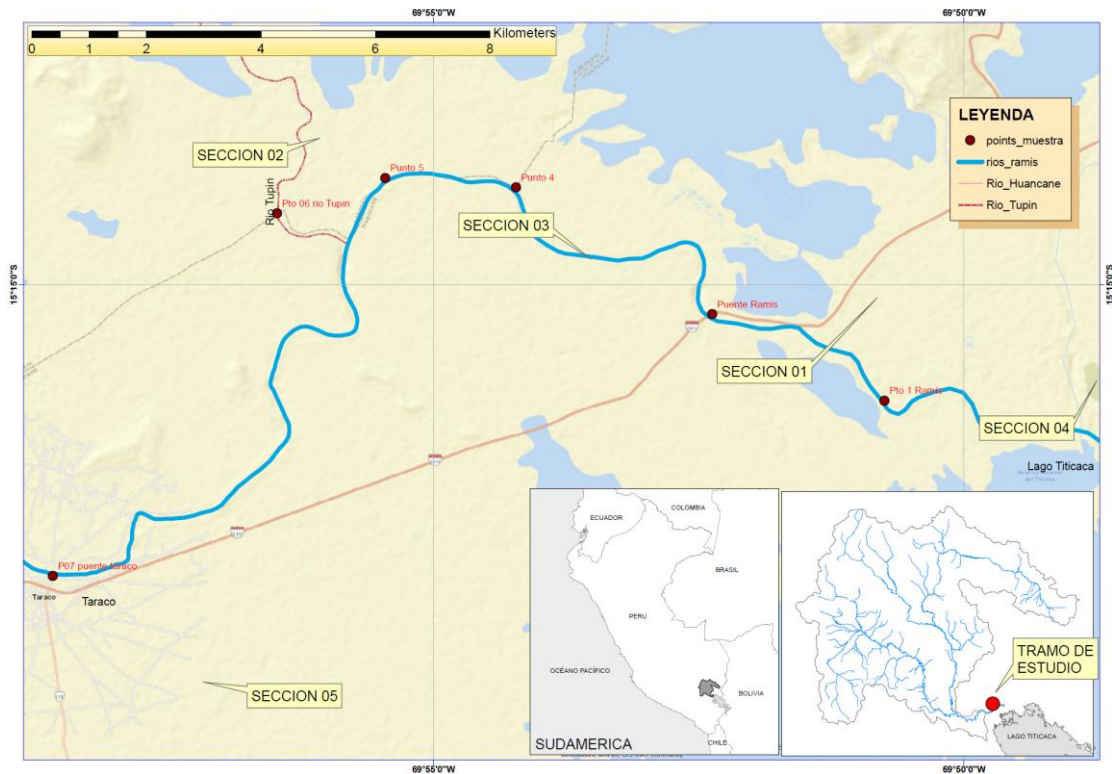 69°55'0"W
69°50'0"W
Kilometers
0 1 2 4 6 8
LEYENDA
points_muestra
rios_ramis
Rio_Huancane
Rio_Tupin
SECCION 02
Punto 5
Punto 4
Rio Tupin
Pto 06 rio Tupin
SECCION 03
15°15'0"S
15°15'0"S
Puente Ramis
SECCION 01
Pto 1 Ramis
SECCION 04
Lago Titicaca
P07 puente taraco
Taraco
Taraco
SECCION 05
COLOMBIA
ECUADOR
BRASIL
PERU
OCÉANO PACÍFICO
BOLIVIA
CHILE
SUDAMERICA
TRAMO DE
ESTUDIO
LAGO TITICACA
69°55'0"W
69°50'0"W